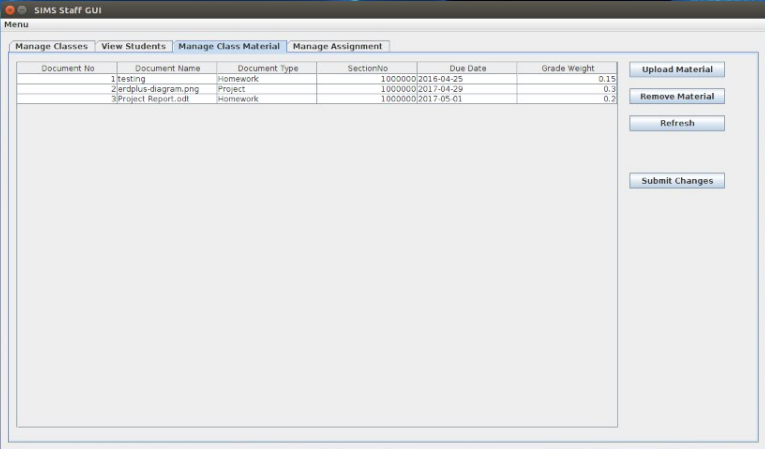 SIMS Staff GUI
Menu
Manage Classes View Students Manage Class Material Manage Assignment
Document No Document Name Document Type SectionNo Due Date Grade Weight
1 testing Homework 1000000 2016-04-25 0.15
2 erdplus-diagram.png Project 1000000 2017-04-29 0.3
3 Project Report.odt Homework 1000000 2017-05-01 0.2
Upload Material
Remove Material
Refresh
Submit Changes